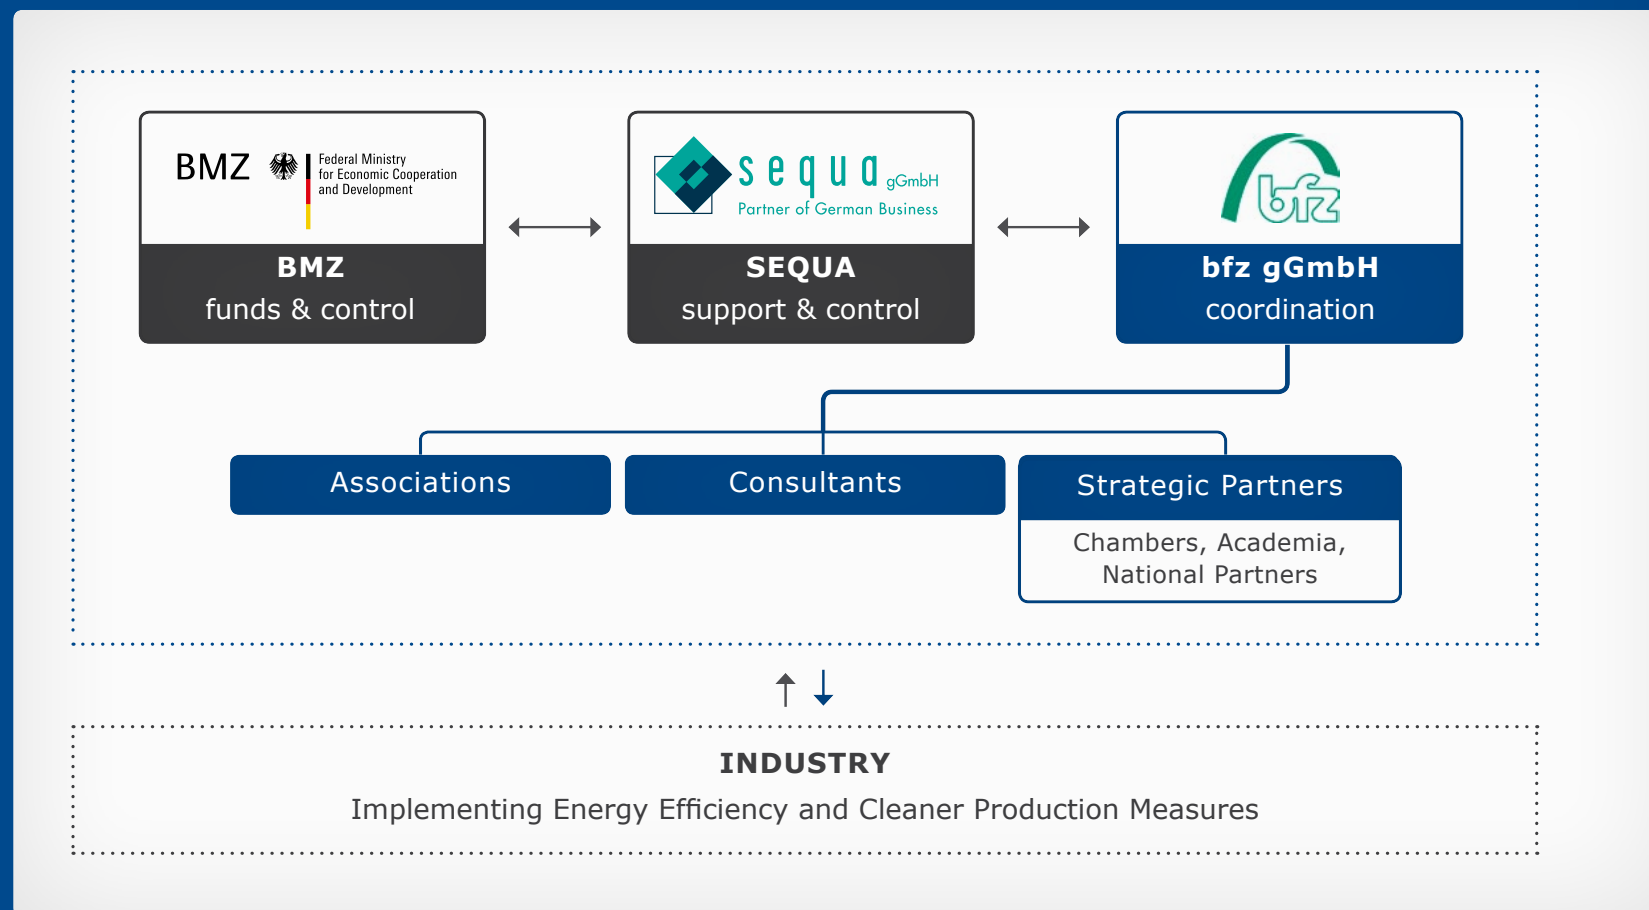 BMZ
Federal Ministry
for Economic Cooperation
and Development
BMZ
funds & control
sequa gGmbH
Partner of German Business
SEQUA
support & control
bfz
bfz gGmbH
coordination
Associations
Consultants
Strategic Partners
Chambers, Academia,
National Partners
INDUSTRY
Implementing Energy Efficiency and Cleaner Production Measures